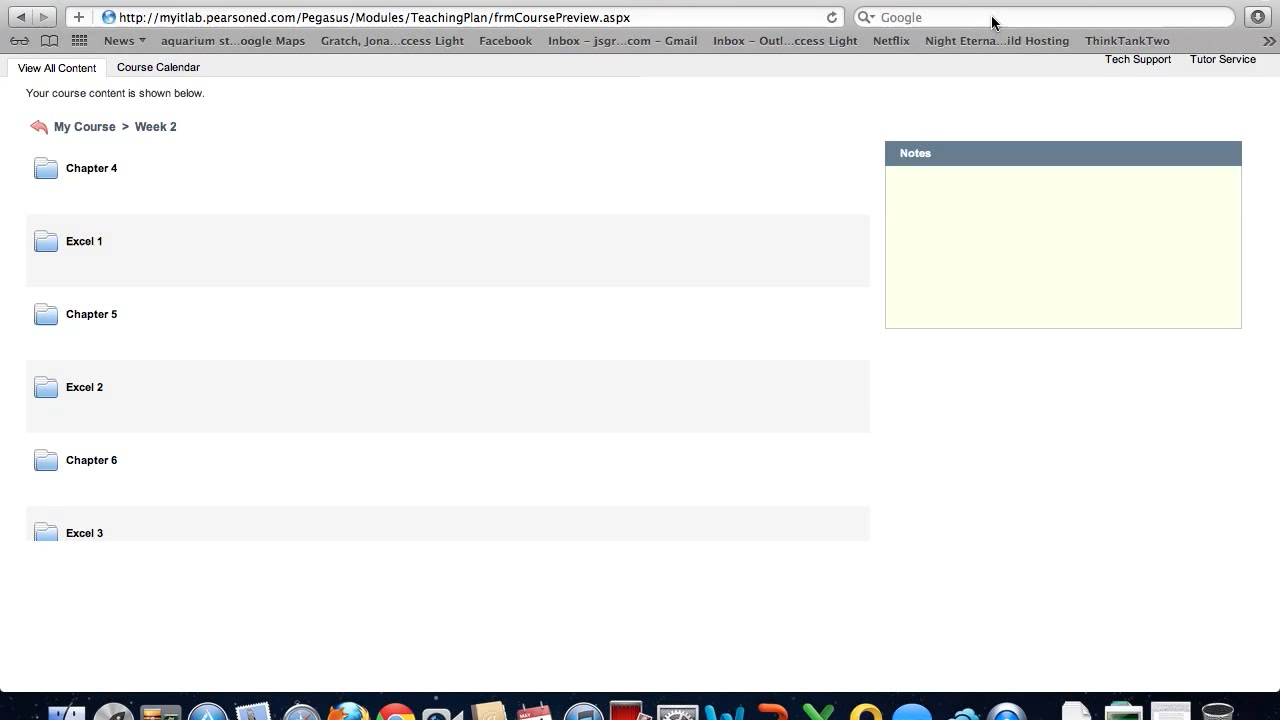 http://myitlab.pearsoned.com/Pegasus/Modules/TeachingPlan/frmCoursePreview.aspx
Google
News aquarium st...oogle Maps Gratch, Jona...ccess Light Facebook Inbox – jsgr...com – Gmail Inbox – Outl...ccess Light Netflix Night Eterna...ild Hosting ThinkTankTwo
View All Content Course Calendar Tech Support Tutor Service
Your course content is shown below.
My Course > Week 2
Chapter 4
Notes
Excel 1
Chapter 5
Excel 2
Chapter 6
Excel 3
MAY